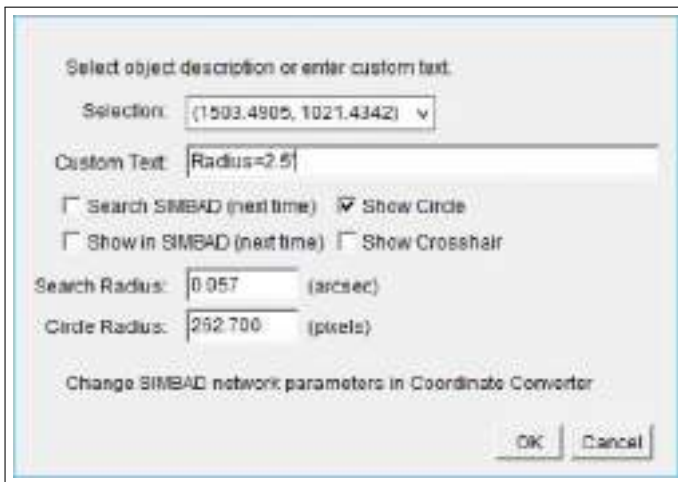 Select object description or enter custom text.
Selection: (1503.4905, 1021.4342) v
Custom Text: Radius=2.5'
Search SIMBAD (next time) Show Circle
Show in SIMBAD (next time) Show Crosshair
Search Radius: 0.057 (arcsec)
Circle Radius: 262.700 (pixels)
Change SIMBAD network parameters in Coordinate Converter
OK Cancel